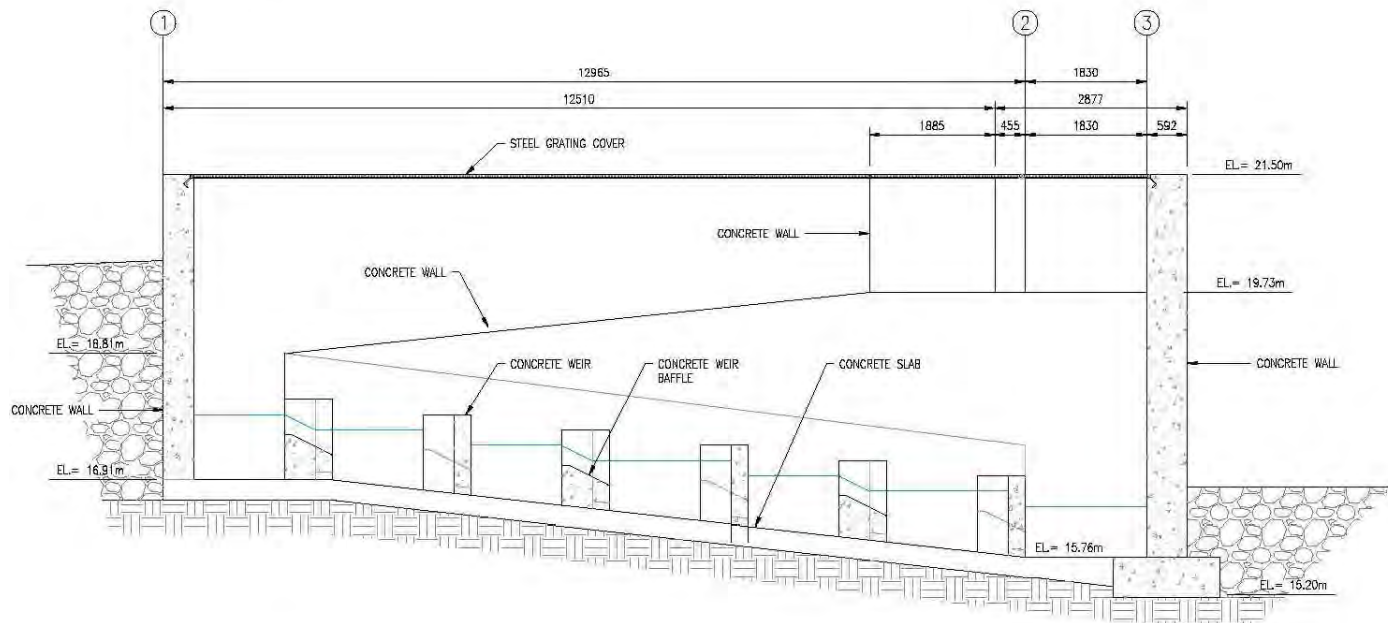 1
2
3
12965
1830
12510
2877
1885
455
1830
592
STEEL GRATING COVER
EL.= 21.50m
CONCRETE WALL
CONCRETE WALL
EL.= 19.73m
EL.= 18.81m
CONCRETE WEIR
CONCRETE WEIR
BAFFLE
CONCRETE SLAB
CONCRETE WALL
CONCRETE WALL
EL.= 16.91m
EL.= 15.76m
EL.= 15.20m